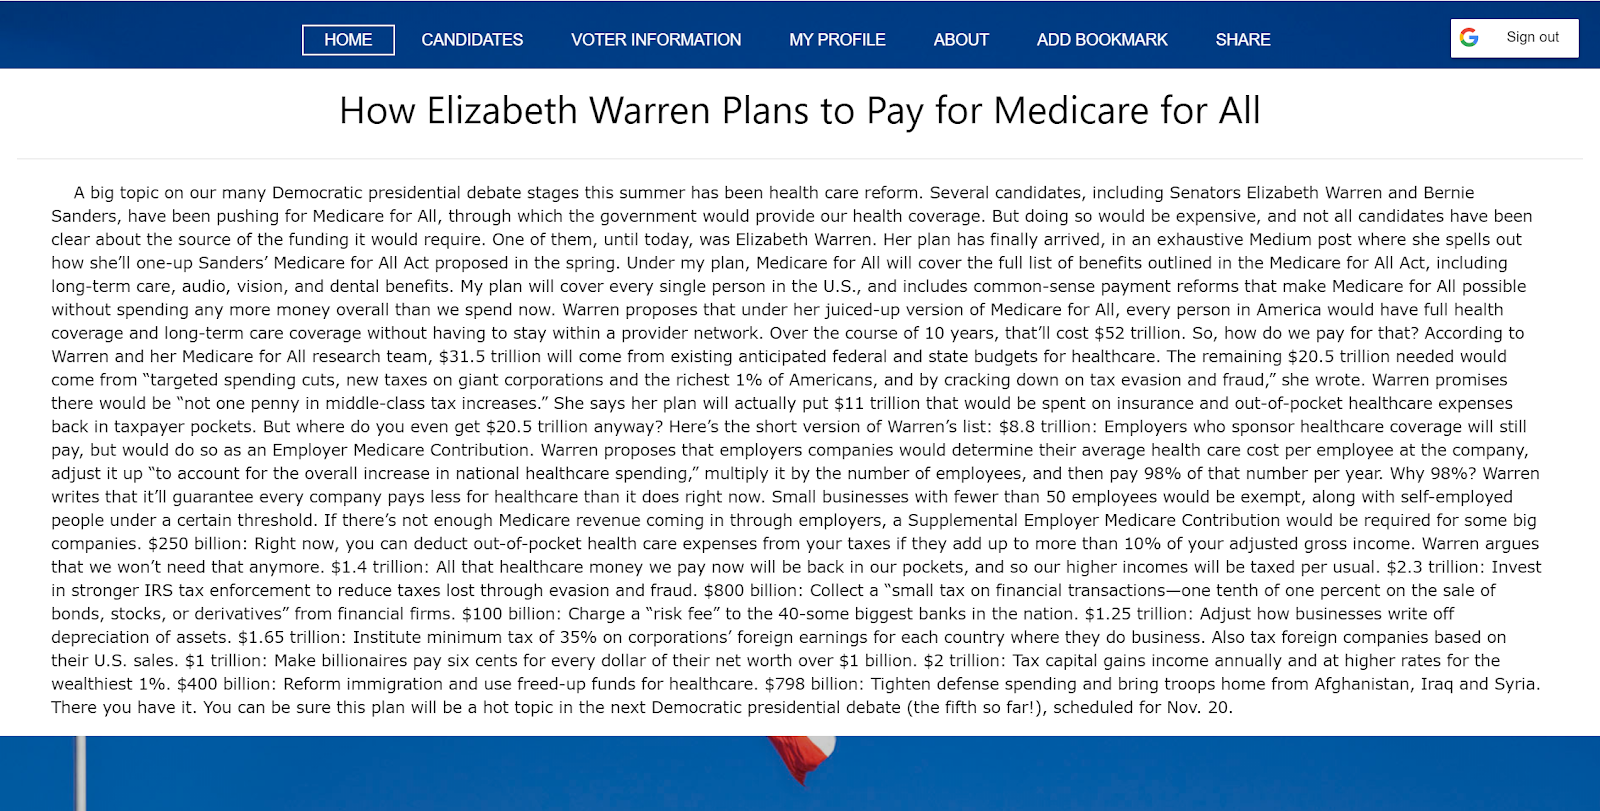 HOME CANDIDATES VOTER INFORMATION MY PROFILE ABOUT ADD BOOKMARK SHARE Sign out
How Elizabeth Warren Plans to Pay for Medicare for All
A big topic on our many Democratic presidential debate stages this summer has been health care reform. Several candidates, including Senators Elizabeth Warren and Bernie
Sanders, have been pushing for Medicare for All, through which the government would provide our health coverage. But doing so would be expensive, and not all candidates have been
clear about the source of the funding it would require. One of them, until today, was Elizabeth Warren. Her plan has finally arrived, in an exhaustive Medium post where she spells out
how she’ll one-up Sanders’ Medicare for All Act proposed in the spring. Under my plan, Medicare for All will cover the full list of benefits outlined in the Medicare for All Act, including
long-term care, audio, vision, and dental benefits. My plan will cover every single person in the U.S., and includes common-sense payment reforms that make Medicare for All possible
without spending any more money overall than we spend now. Warren proposes that under her juiced-up version of Medicare for All, every person in America would have full health
coverage and long-term care coverage without having to stay within a provider network. Over the course of 10 years, that’ll cost $52 trillion. So, how do we pay for that? According to
Warren and her Medicare for All research team, $31.5 trillion will come from existing anticipated federal and state budgets for healthcare. The remaining $20.5 trillion needed would
come from “targeted spending cuts, new taxes on giant corporations and the richest 1% of Americans, and by cracking down on tax evasion and fraud,” she wrote. Warren promises
there would be “not one penny in middle-class tax increases.” She says her plan will actually put $11 trillion that would be spent on insurance and out-of-pocket healthcare expenses
back in taxpayer pockets. But where do you even get $20.5 trillion anyway? Here’s the short version of Warren’s list: $8.8 trillion: Employers who sponsor healthcare coverage will still
pay, but would do so as an Employer Medicare Contribution. Warren proposes that employers companies would determine their average health care cost per employee at the company,
adjust it up “to account for the overall increase in national healthcare spending,” multiply it by the number of employees, and then pay 98% of that number per year. Why 98%? Warren
writes that it’ll guarantee every company pays less for healthcare than it does right now. Small businesses with fewer than 50 employees would be exempt, along with self-employed
people under a certain threshold. If there’s not enough Medicare revenue coming in through employers, a Supplemental Employer Medicare Contribution would be required for some big
companies. $250 billion: Right now, you can deduct out-of-pocket health care expenses from your taxes if they add up to more than 10% of your adjusted gross income. Warren argues
that we won’t need that anymore. $1.4 trillion: All that healthcare money we pay now will be back in our pockets, and so our higher incomes will be taxed per usual. $2.3 trillion: Invest
in stronger IRS tax enforcement to reduce taxes lost through evasion and fraud. $800 billion: Collect a “small tax on financial transactions—one tenth of one percent on the sale of
bonds, stocks, or derivatives” from financial firms. $100 billion: Charge a “risk fee” to the 40-some biggest banks in the nation. $1.25 trillion: Adjust how businesses write off
depreciation of assets. $1.65 trillion: Institute minimum tax of 35% on corporations’ foreign earnings for each country where they do business. Also tax foreign companies based on
their U.S. sales. $1 trillion: Make billionaires pay six cents for every dollar of their net worth over $1 billion. $2 trillion: Tax capital gains income annually and at higher rates for the
wealthiest 1%. $400 billion: Reform immigration and use freed-up funds for healthcare. $798 billion: Tighten defense spending and bring troops home from Afghanistan, Iraq and Syria.
There you have it. You can be sure this plan will be a hot topic in the next Democratic presidential debate (the fifth so far!), scheduled for Nov. 20.